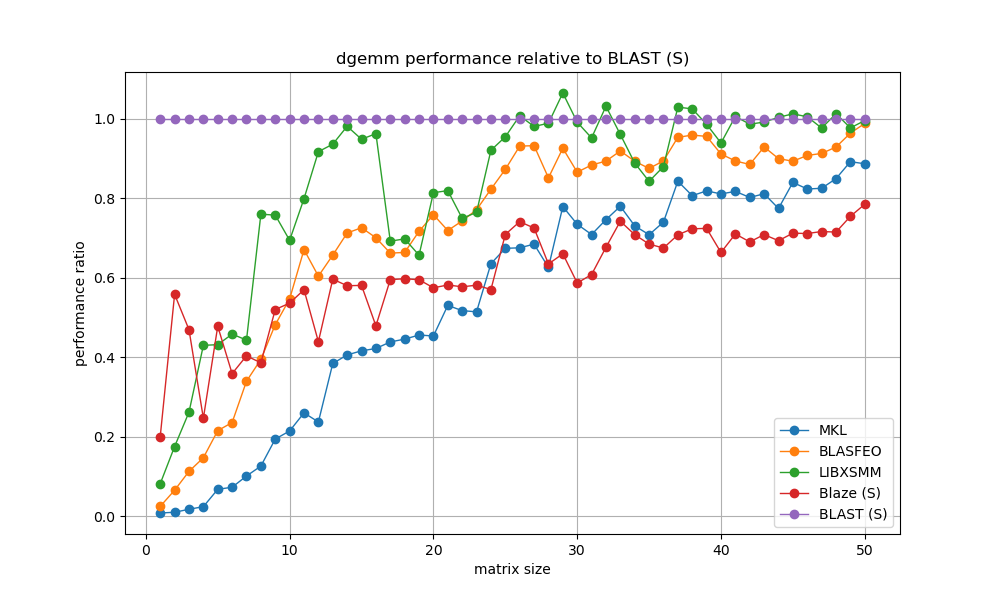 dgemm performance relative to BLAST (S)
performance ratio
1.0
0.8
0.6
0.4
0.2
0.0
0
10
20
30
40
50
matrix size
MKL
BLASFEO
LIBXSMM
Blaze (S)
BLAST (S)